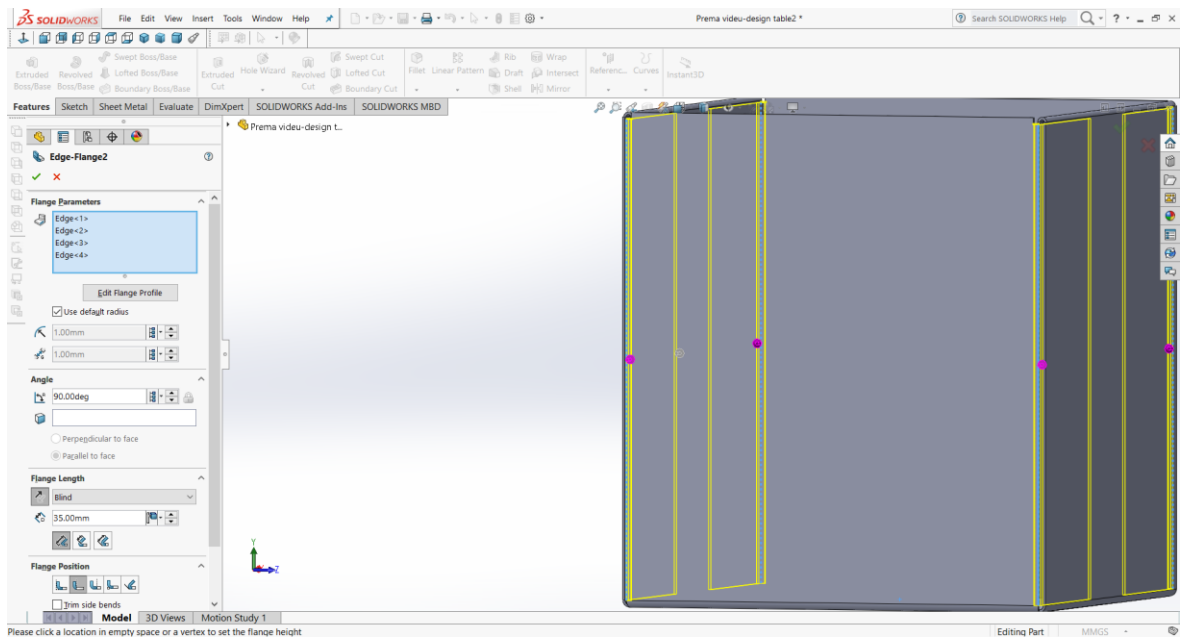 SOLIDWORKS File Edit View Insert Tools Window Help Prema videu-design table2 * Search SOLIDWORKS Help
Extruded Boss/Base Revolved Boss/Base Swept Boss/Base Lofted Boss/Base Boundary Boss/Base Extruded Cut Hole Wizard Revolved Cut Swept Cut Lofted Cut Boundary Cut Fillet Linear Pattern Rib Draft Shell Wrap Intersect Mirror Referenc... Curves Instant3D
Features Sketch Sheet Metal Evaluate DimXpert SOLIDWORKS Add-Ins SOLIDWORKS MBD
Prema videu-design t...
Edge-Flange2
Flange Parameters
Edge<1>
Edge<2>
Edge<3>
Edge<4>
Edit Flange Profile
Use default radius
1.00mm
1.00mm
Angle
90.00deg
Perpendicular to face
Parallel to face
Flange Length
Blind
35.00mm
Flange Position
Trim side bends
Y
Z
Model 3D Views Motion Study 1
Please click a location in empty space or a vertex to set the flange height Editing Part MMGS